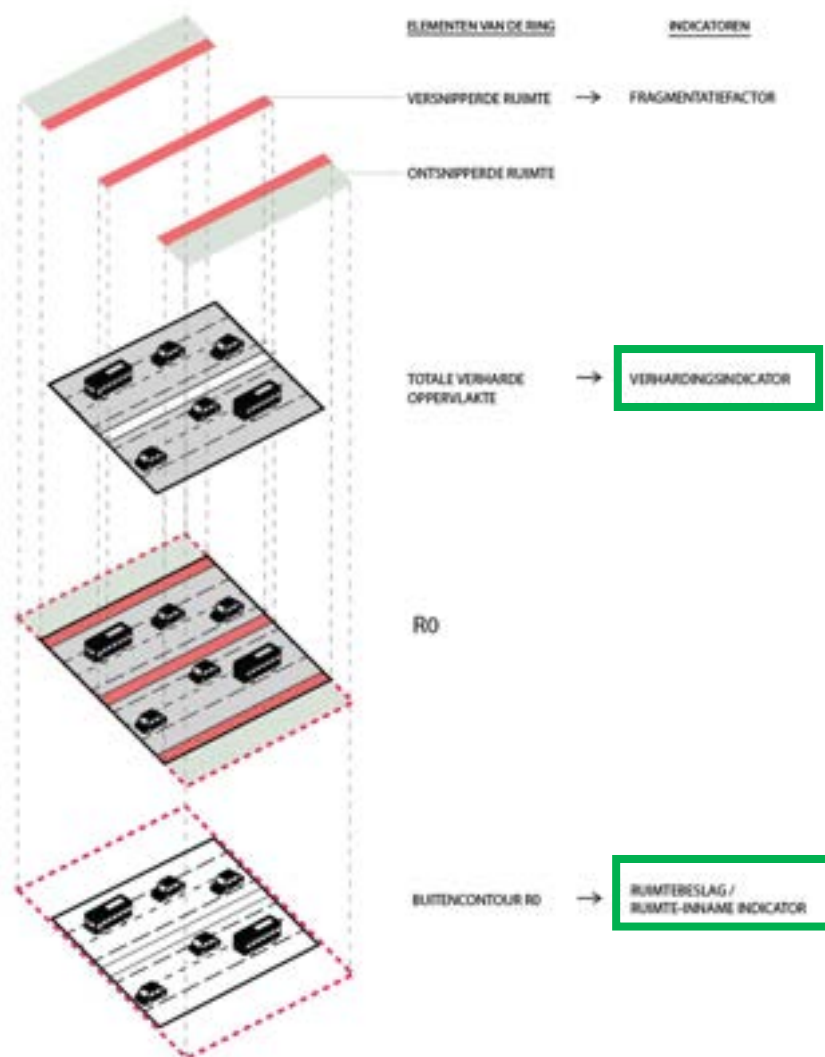 ELEMENTEN VAN DE RING
INDICATOREN
VERSNIPPERDE RUIMTE → FRAGMENTATIEFACTOR
ONTSNIPPERDE RUIMTE
TOTALE VERHARDE
OPPERVLAKTE
→ VERHARDINGSINDICATOR
R0
BUITENCONTOUR R0 →
RUIMTEBESLAG /
RUIMTE-INNAME INDICATOR